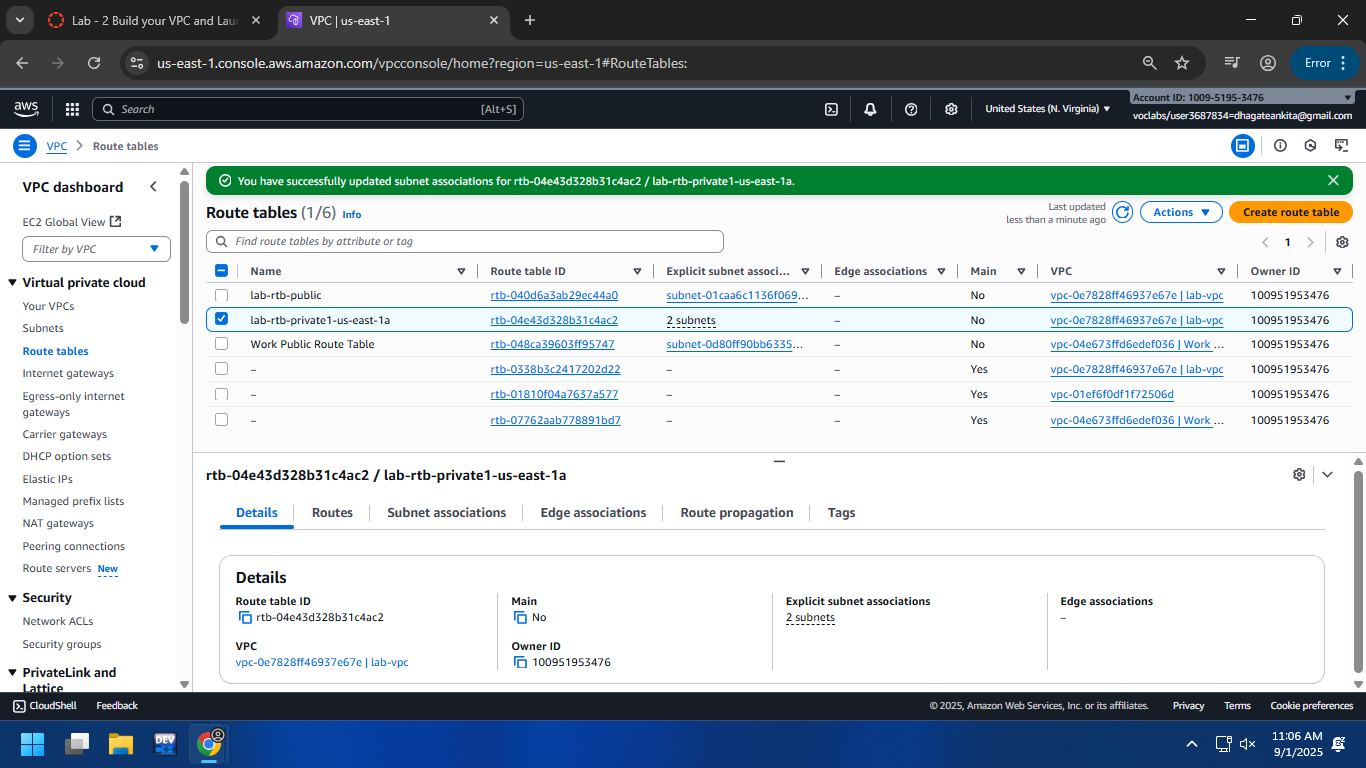 Lab - 2 Build your VPC and Laun
VPC | us-east-1
us-east-1.console.aws.amazon.com/vpcconsole/home?region=us-east-1#RouteTables:
Error
aws
Search
[Alt+S]
United States (N. Virginia)
Account ID: 1009-5195-3476
voclabs/user3687834=dhagateankita@gmail.com
VPC > Route tables
VPC dashboard
EC2 Global View
Filter by VPC
Virtual private cloud
Your VPCs
Subnets
Route tables
Internet gateways
Egress-only internet
gateways
Carrier gateways
DHCP option sets
Elastic IPs
Managed prefix lists
NAT gateways
Peering connections
Route servers New
Security
Network ACLs
Security groups
PrivateLink and
Lattice
You have successfully updated subnet associations for rtb-04e43d328b31c4ac2 / lab-rtb-private1-us-east-1a.
Route tables (1/6) Info
Last updated
less than a minute ago
Actions
Create route table
Find route tables by attribute or tag
1
Name Route table ID Explicit subnet associ... Edge associations Main VPC Owner ID
lab-rtb-public rtb-040d6a3ab29ec44a0 subnet-01caa6c1136f069... – No vpc-0e7828ff46937e67e | lab-vpc 100951953476
lab-rtb-private1-us-east-1a rtb-04e43d328b31c4ac2 2 subnets – No vpc-0e7828ff46937e67e | lab-vpc 100951953476
Work Public Route Table rtb-048ca39603ff95747 subnet-0d80ff90bb6335... – No vpc-04e673ffd6edef036 | Work ... 100951953476
– rtb-0338b3c2417202d22 – – Yes vpc-0e7828ff46937e67e | lab-vpc 100951953476
– rtb-01810f04a7637a577 – – Yes vpc-01ef6f0df1f72506d 100951953476
– rtb-07762aab778891bd7 – – Yes vpc-04e673ffd6edef036 | Work ... 100951953476
rtb-04e43d328b31c4ac2 / lab-rtb-private1-us-east-1a
Details Routes Subnet associations Edge associations Route propagation Tags
Details
Route table ID
rtb-04e43d328b31c4ac2
Main
No
Explicit subnet associations
2 subnets
Edge associations
–
VPC
vpc-0e7828ff46937e67e | lab-vpc
Owner ID
100951953476
CloudShell Feedback
© 2025, Amazon Web Services, Inc. or its affiliates. Privacy Terms Cookie preferences
DEV
C++
11:06 AM
9/1/2025